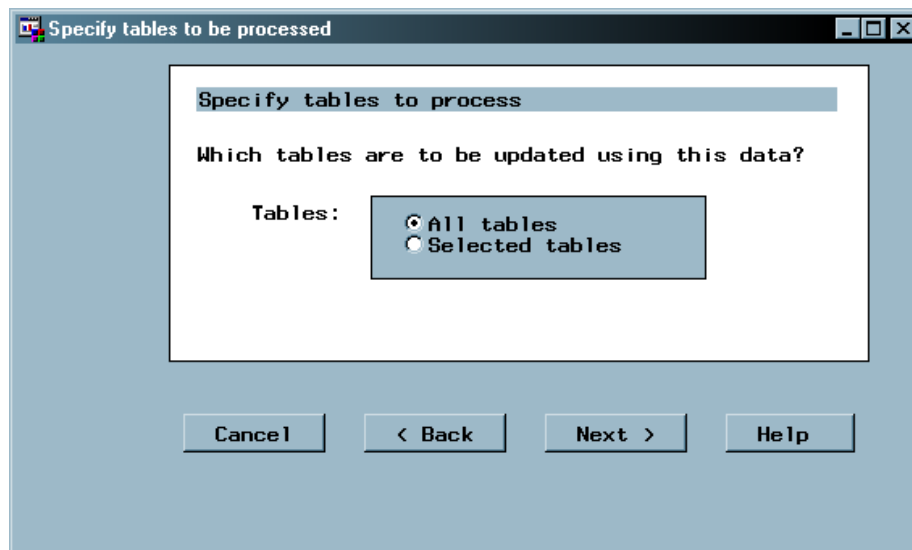 Specify tables to be processed
Specify tables to process
Which tables are to be updated using this data?
Tables:
All tables
Selected tables
Cancel
< Back
Next >
Help